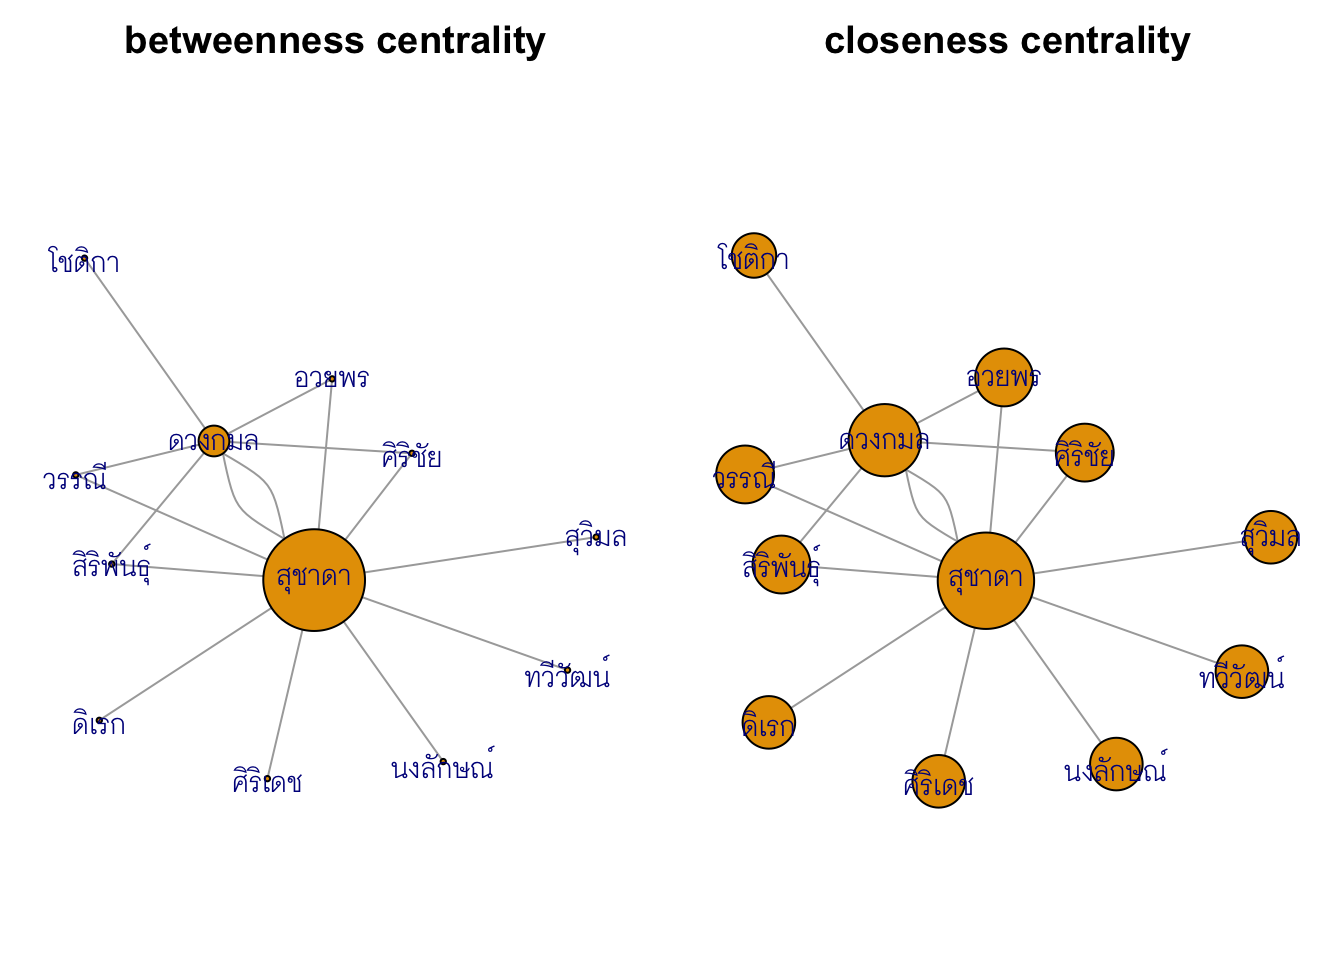 betweenness centrality
โชติกา
อวยพร
ดวงกมล
ศิริชัย
วรรณี
สุวิมล
สิริพันธุ์
สุชาดา
ทวีวัฒน์
ดิเรก
นงลักษณ์
ศิริเดช
closeness centrality
โชติกา
อวยพร
ดวงกมล
ศิริชัย
วรรณี
สุวิมล
สิริพันธุ์
สุชาดา
ทวีวัฒน์
ดิเรก
นงลักษณ์
ศิริเดช